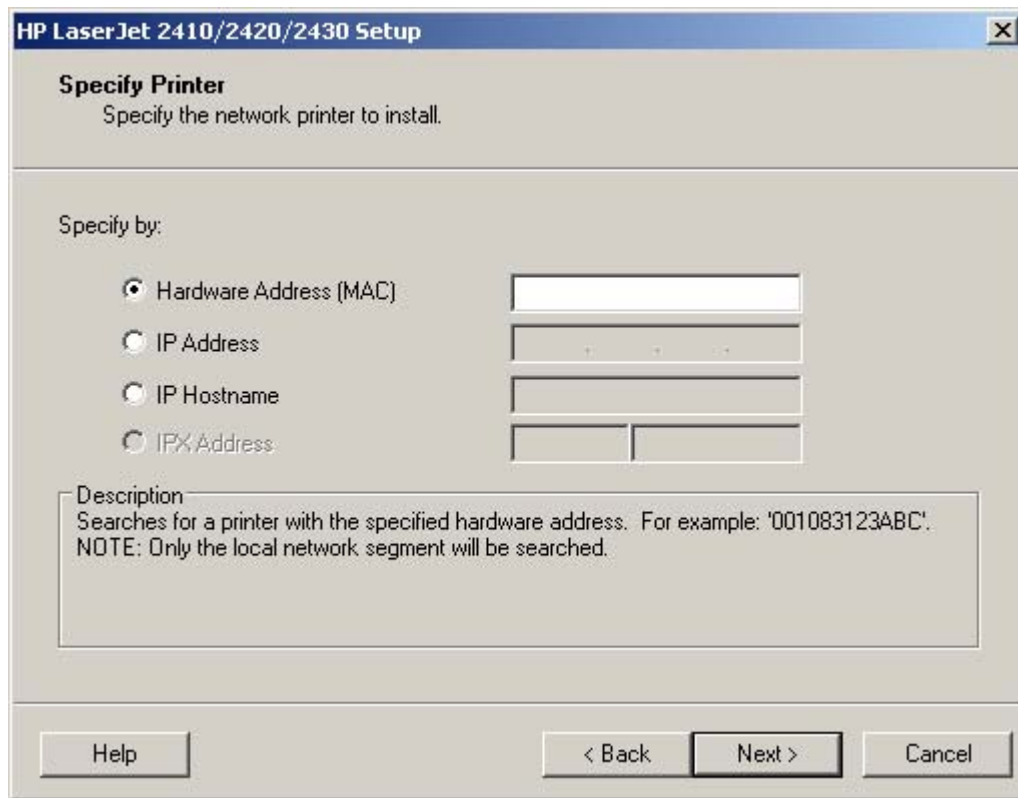 HP LaserJet 2410/2420/2430 Setup
Specify Printer
Specify the network printer to install.
Specify by:
Hardware Address (MAC)
IP Address
. . .
IP Hostname
IPX Address
Description
Searches for a printer with the specified hardware address. For example: '001083123ABC'.
NOTE: Only the local network segment will be searched.
Help
< Back
Next >
Cancel